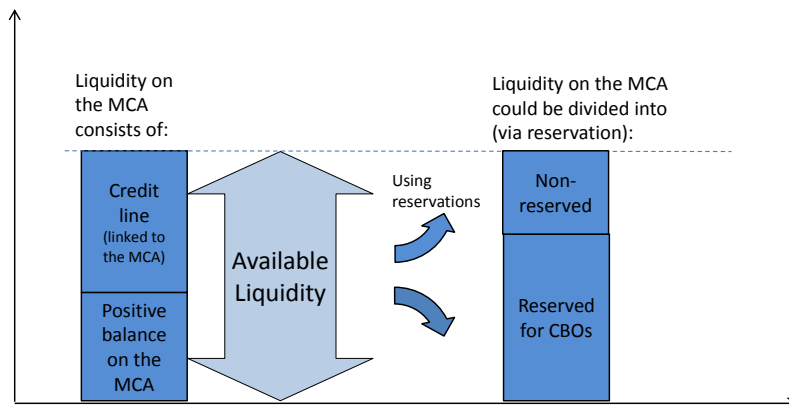 Liquidity on
the MCA
consists of:
Liquidity on the MCA
could be divided into
(via reservation):
Credit
line
(linked to
the MCA)
Positive
balance
on the
MCA
Available
Liquidity
Using
reservations
Non-
reserved
Reserved
for CBOs